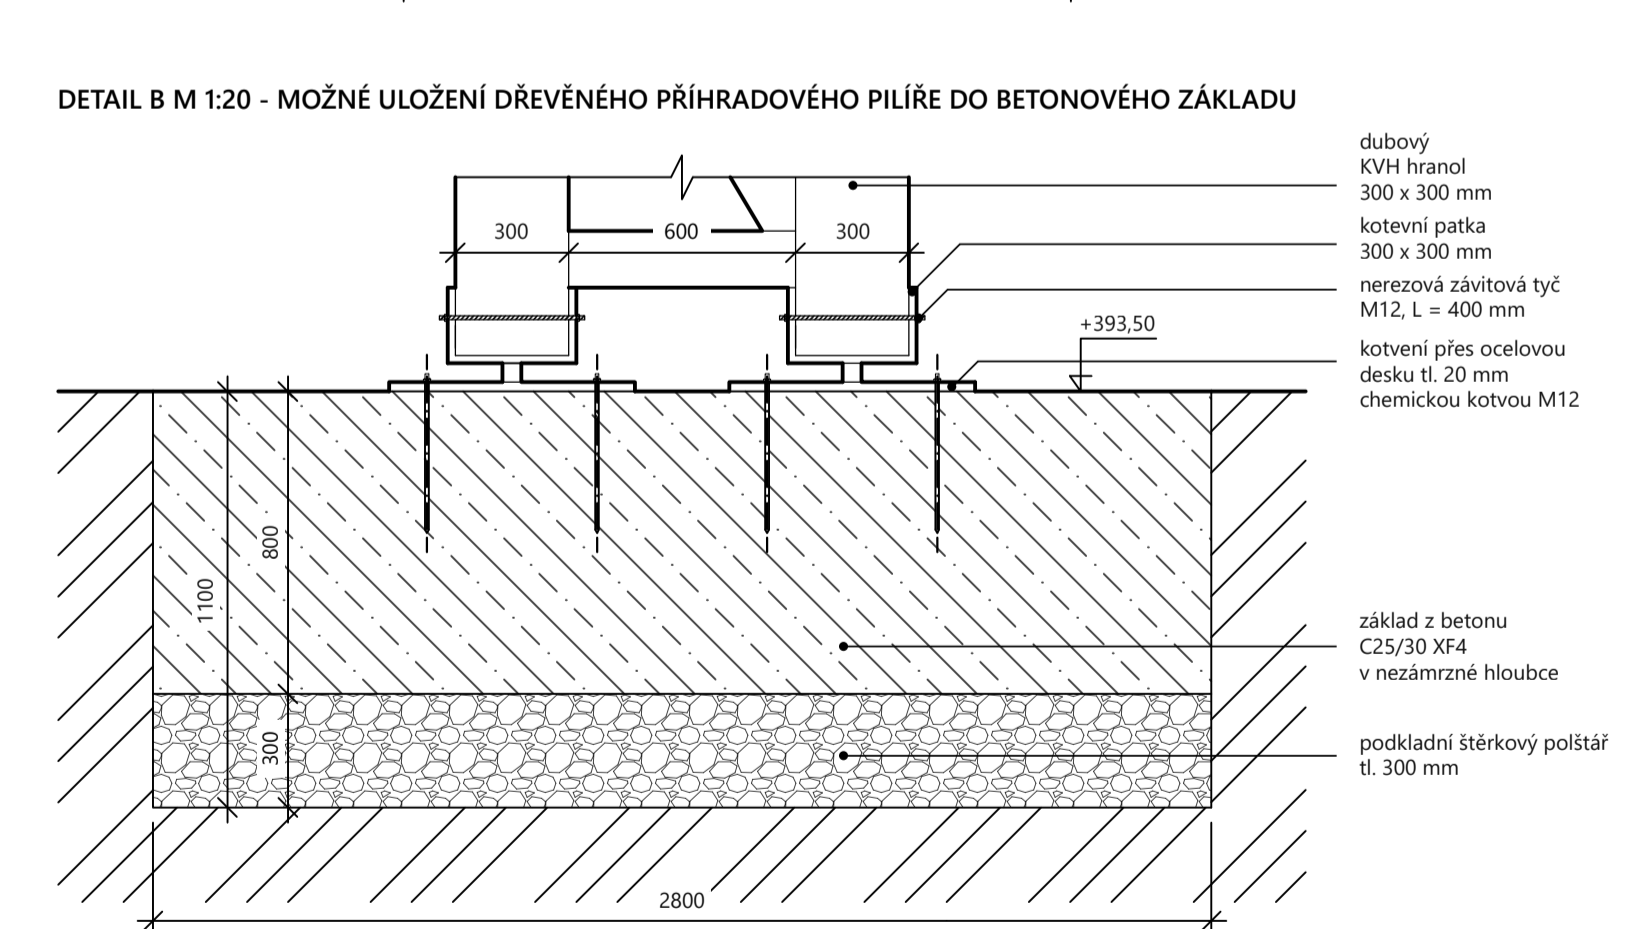 DETAIL B M 1:20 - MOŽNÉ ULOŽENÍ DŘEVĚNÉHO PŘÍHRADOVÉHO PILÍŘE DO BETONOVÉHO ZÁKLADU
dubový
KVH hranol
300 x 300 mm
kotevní patka
300 x 300 mm
nerezová závitová tyč
M12, L = 400 mm
kotvení přes ocelovou
desku tl. 20 mm
chemickou kotvou M12
300
600
300
+393,50
800
1100
300
základ z betonu
C25/30 XF4
v nezámrzné hloubce
podkladní štěrkový polštář
tl. 300 mm
2800